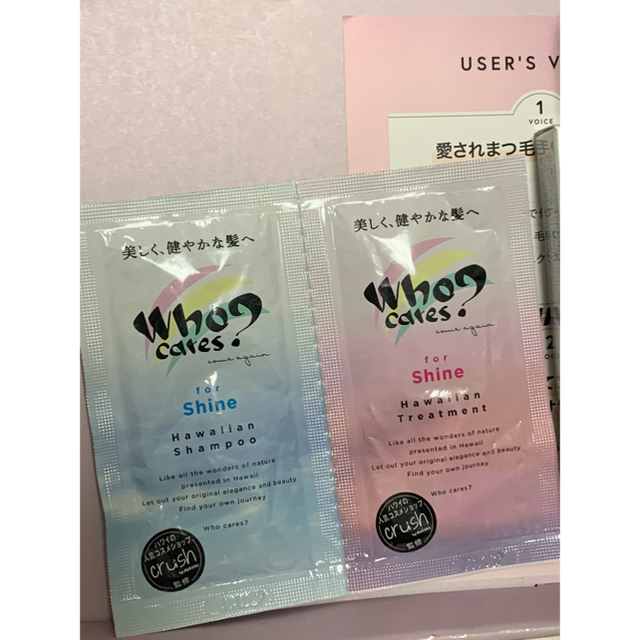 USER'S V
1
VOICE
愛されまつ毛
美しく、健やかな髪へ
Who
cares?
come again
for
Shine
Hawaiian
Shampoo
Like all the wonders of nature
presented in Hawaii
Let out your original elegance and beauty
Find your own journey
Who cares?
ハワイの
人気コスメショップ
crush
監修
美しく、健やかな髪へ
Who
cares?
come again
for
Shine
Hawaiian
Treatment
Like all the wonders of nature
presented in Hawaii
Let out your original elegance and beauty
Find your own journey
Who cares?
ハワイの
人気コスメショップ
crush
監修
2